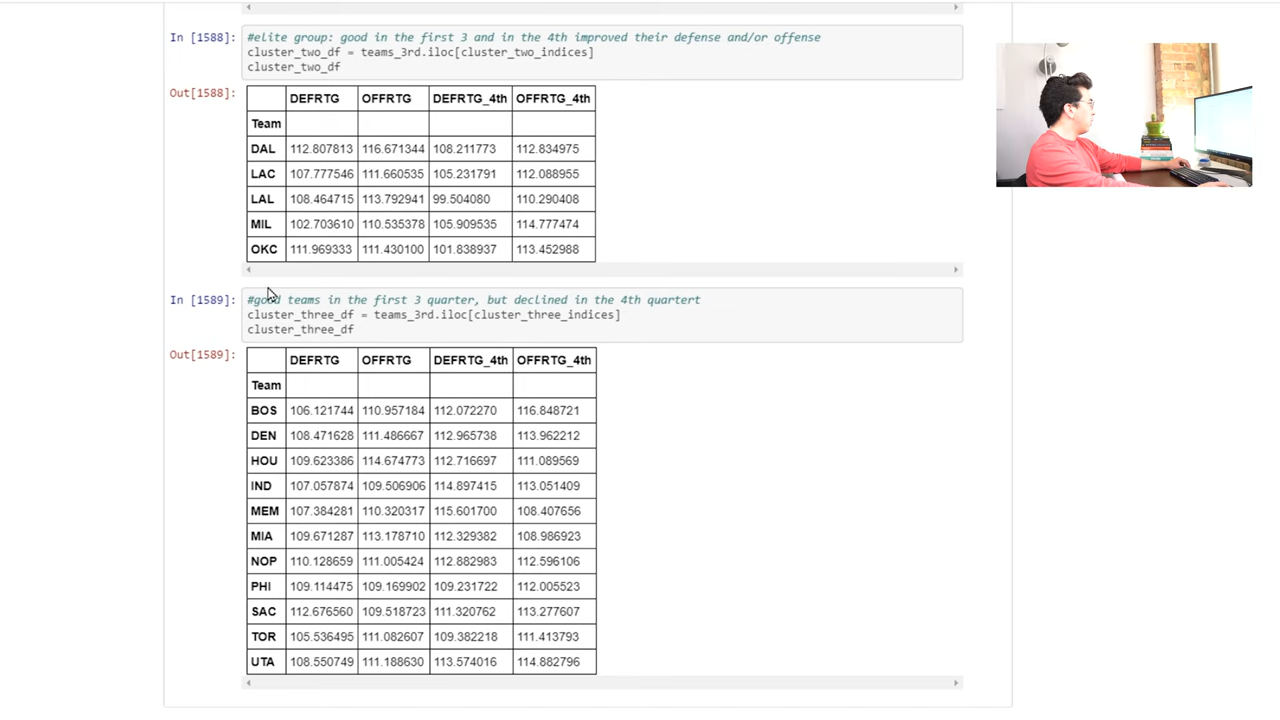 In [1588]: #elite group: good in the first 3 and in the 4th improved their defense and/or offense
cluster_two_df = teams_3rd.iloc[cluster_two_indices]
cluster_two_df
Out[1588]:
DEFRTG OFFRTG DEFRTG_4th OFFRTG_4th
Team
DAL 112.807813 116.671344 108.211773 112.834975
LAC 107.777546 111.660535 105.231791 112.088955
LAL 108.464715 113.792941 99.504080 110.290408
MIL 102.703610 110.535378 105.909535 114.777474
OKC 111.969333 111.430100 101.838937 113.452988
In [1589]: #good teams in the first 3 quarter, but declined in the 4th quartert
cluster_three_df = teams_3rd.iloc[cluster_three_indices]
cluster_three_df
Out[1589]:
DEFRTG OFFRTG DEFRTG_4th OFFRTG_4th
Team
BOS 106.121744 110.957184 112.072270 116.848721
DEN 108.471628 111.486667 112.965738 113.962212
HOU 109.623386 114.674773 112.716697 111.089569
IND 107.057874 109.506906 114.897415 113.051409
MEM 107.384281 110.320317 115.601700 108.407656
MIA 109.671287 113.178710 112.329382 108.986923
NOP 110.128659 111.005424 112.882983 112.596106
PHI 109.114475 109.169902 109.231722 112.005523
SAC 112.676560 109.518723 111.320762 113.277607
TOR 105.536495 111.082607 109.382218 111.413793
UTA 108.550749 111.188630 113.574016 114.882796